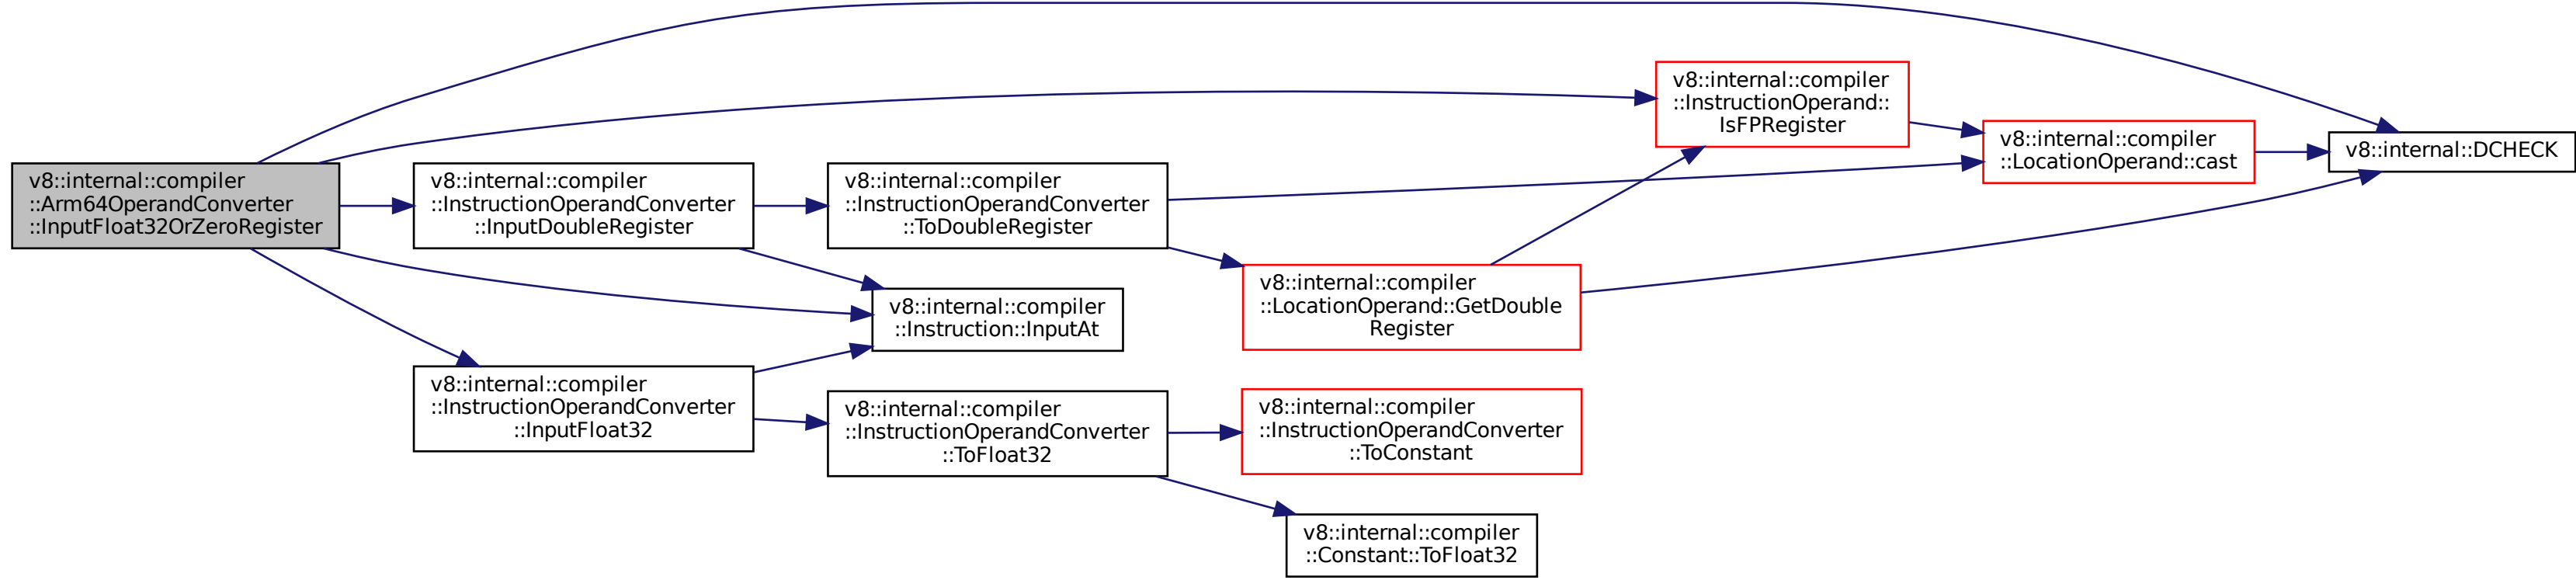 v8::internal::compiler
::Arm64OperandConverter
::InputFloat32OrZeroRegister
v8::internal::compiler
::InstructionOperandConverter
::InputDoubleRegister
v8::internal::compiler
::InstructionOperandConverter
::ToDoubleRegister
v8::internal::compiler
::InstructionOperand::
IsFPRegister
v8::internal::compiler
::LocationOperand::cast
v8::internal::DCHECK
v8::internal::compiler
::LocationOperand::GetDouble
Register
v8::internal::compiler
::Instruction::InputAt
v8::internal::compiler
::InstructionOperandConverter
::InputFloat32
v8::internal::compiler
::InstructionOperandConverter
::ToFloat32
v8::internal::compiler
::InstructionOperandConverter
::ToConstant
v8::internal::compiler
::Constant::ToFloat32